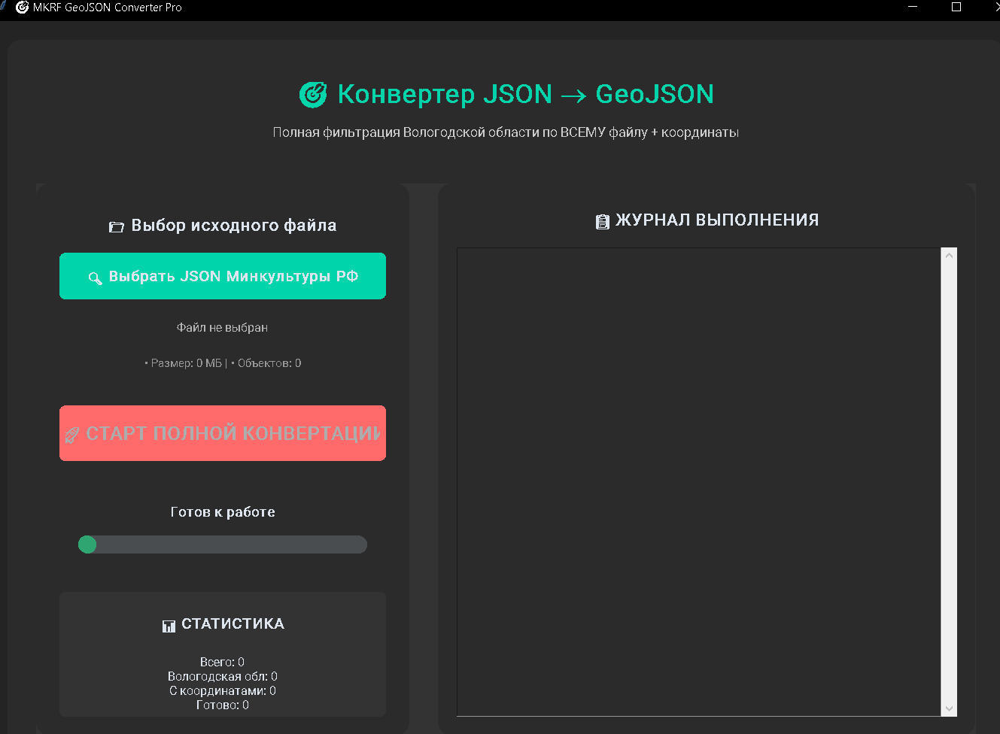 MKRF GeoJSON Converter Pro
Конвертер JSON → GeoJSON
Полная фильтрация Вологодской области по ВСЕМУ файлу + координаты
Выбор исходного файла
Выбрать JSON Минкультуры РФ
Файл не выбран
• Размер: 0 МБ | • Объектов: 0
СТАРТ ПОЛНОЙ КОНВЕРТАЦИИ
Готов к работе
СТАТИСТИКА
Всего: 0
Вологодская обл: 0
С координатами: 0
Готово: 0
ЖУРНАЛ ВЫПОЛНЕНИЯ